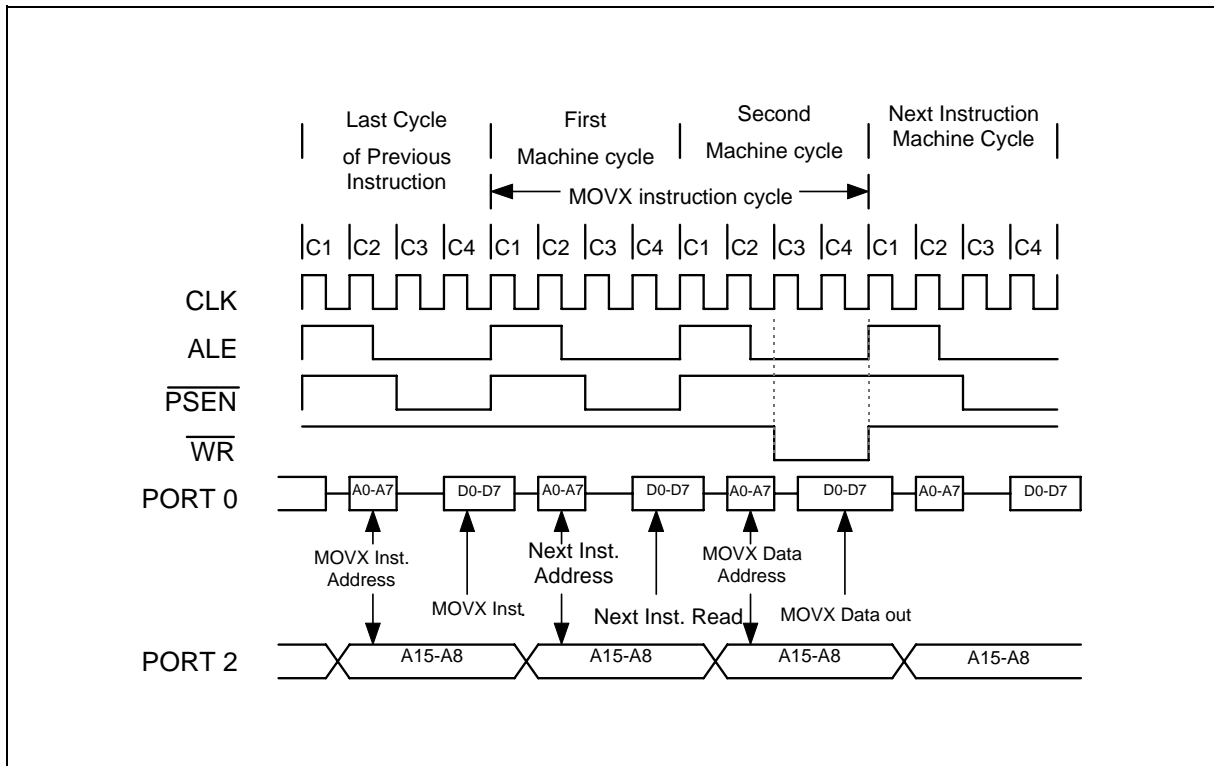 Last Cycle
of Previous
Instruction
First
Machine cycle
Second
Machine cycle
Next Instruction
Machine Cycle
MOVX instruction cycle
C1 C2 C3 C4 C1 C2 C3 C4 C1 C2 C3 C4 C1 C2 C3 C4
CLK
ALE
PSEN
WR
PORT 0
A0-A7 D0-D7 A0-A7 D0-D7 A0-A7 D0-D7 A0-A7 D0-D7
MOVX Inst.
Address
MOVX Inst.
Next Inst.
Address
Next Inst. Read
MOVX Data
Address
MOVX Data out
PORT 2
A15-A8 A15-A8 A15-A8 A15-A8